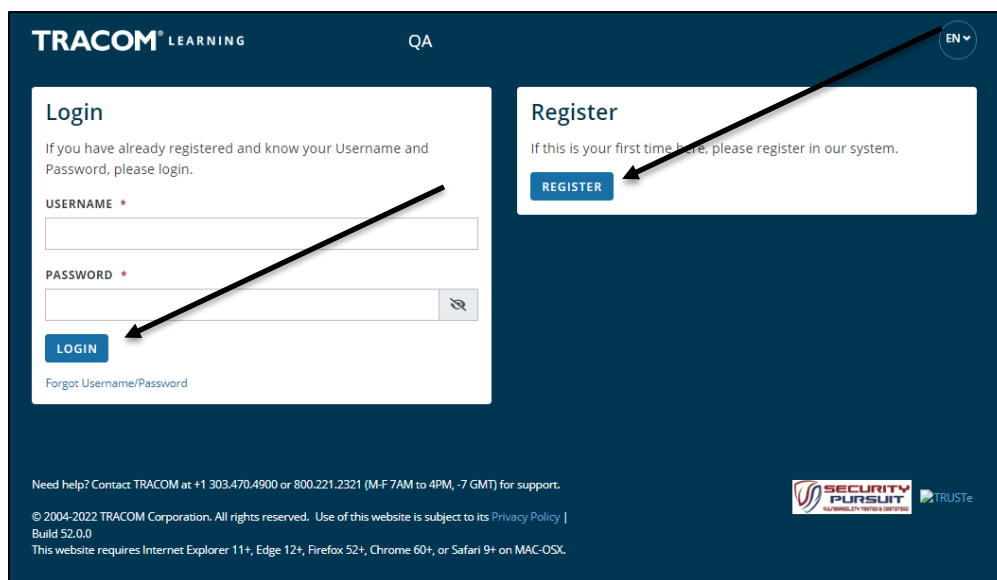 TRACOM® LEARNING
QA
EN
Login
If you have already registered and know your Username and
Password, please login.
USERNAME *
PASSWORD *
LOGIN
Forgot Username/Password
Register
If this is your first time here, please register in our system.
REGISTER
Need help? Contact TRACOM at +1 303.470.4900 or 800.221.2321 (M-F 7AM to 4PM, -7 GMT) for support.
© 2004-2022 TRACOM Corporation. All rights reserved. Use of this website is subject to its Privacy Policy |
Build 52.0.0
This website requires Internet Explorer 11+, Edge 12+, Firefox 52+, Chrome 60+, or Safari 9+ on MAC-OSX.
SECURITY
PURSUIT
VULNERABILITY TESTED & CERTIFIED
TRUSTe